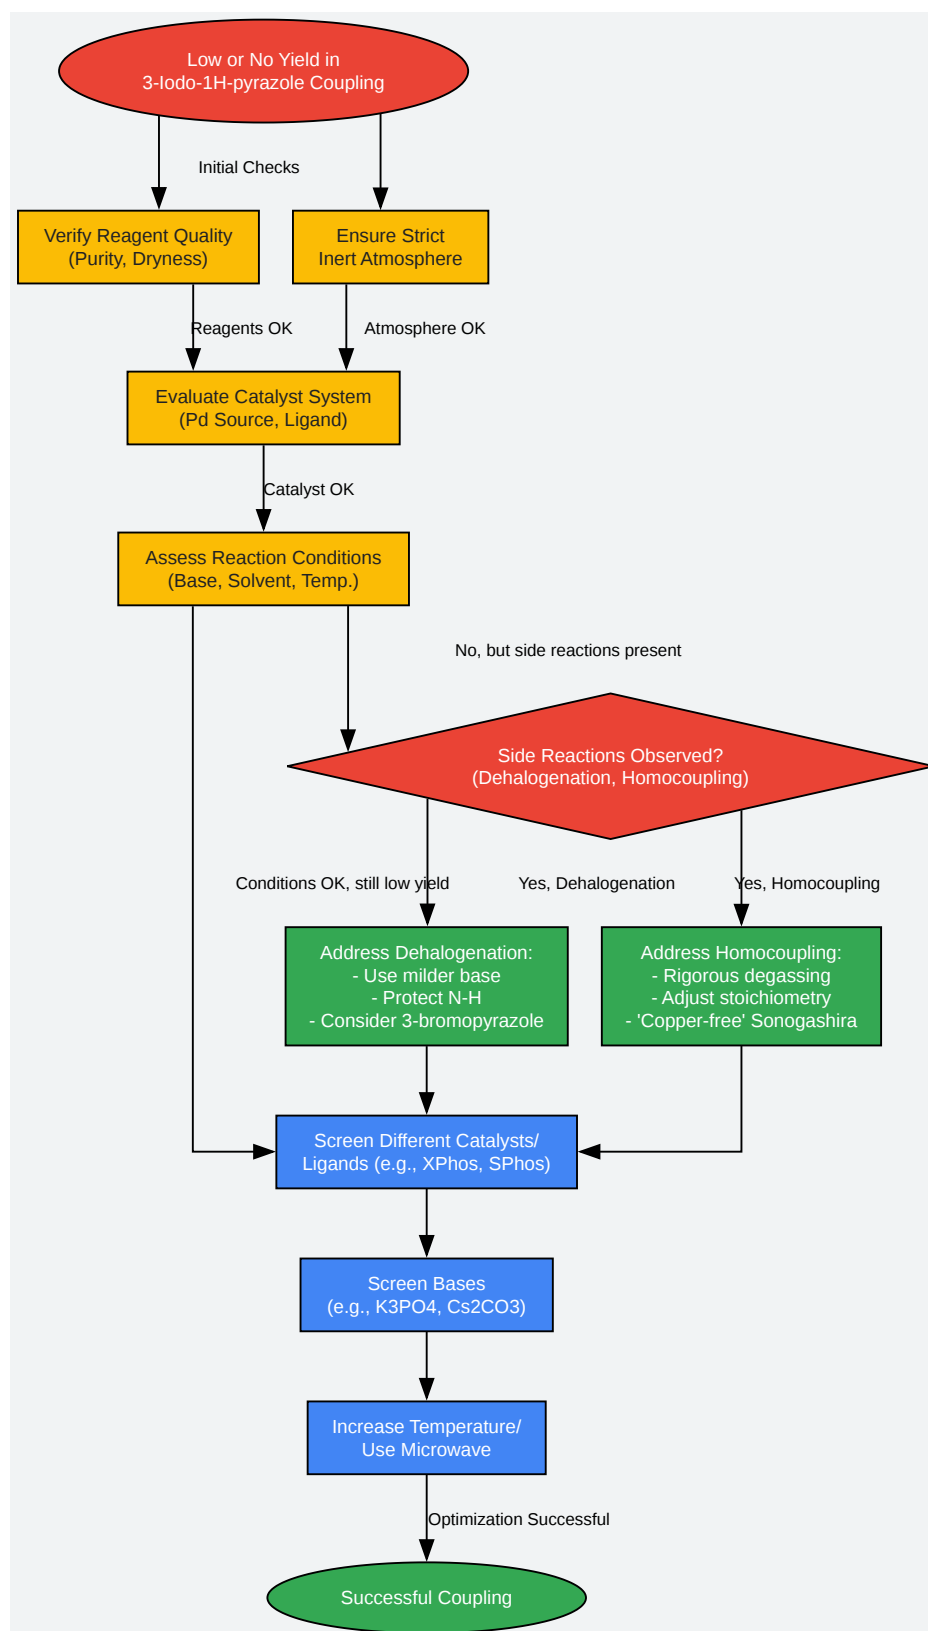 Low or No Yield in
3-Iodo-1H-pyrazole Coupling
Initial Checks
Verify Reagent Quality
(Purity, Dryness)
Ensure Strict
Inert Atmosphere
Reagents OK
Atmosphere OK
Evaluate Catalyst System
(Pd Source, Ligand)
Catalyst OK
Assess Reaction Conditions
(Base, Solvent, Temp.)
No, but side reactions present
Side Reactions Observed?
(Dehalogenation, Homocoupling)
Conditions OK, still low yield
Yes, Dehalogenation
Yes, Homocoupling
Address Dehalogenation:
- Use milder base
- Protect N-H
- Consider 3-bromopyrazole
Address Homocoupling:
- Rigorous degassing
- Adjust stoichiometry
- 'Copper-free' Sonogashira
Screen Different Catalysts/
Ligands (e.g., XPhos, SPhos)
Screen Bases
(e.g., K3PO4, Cs2CO3)
Increase Temperature/
Use Microwave
Optimization Successful
Successful Coupling